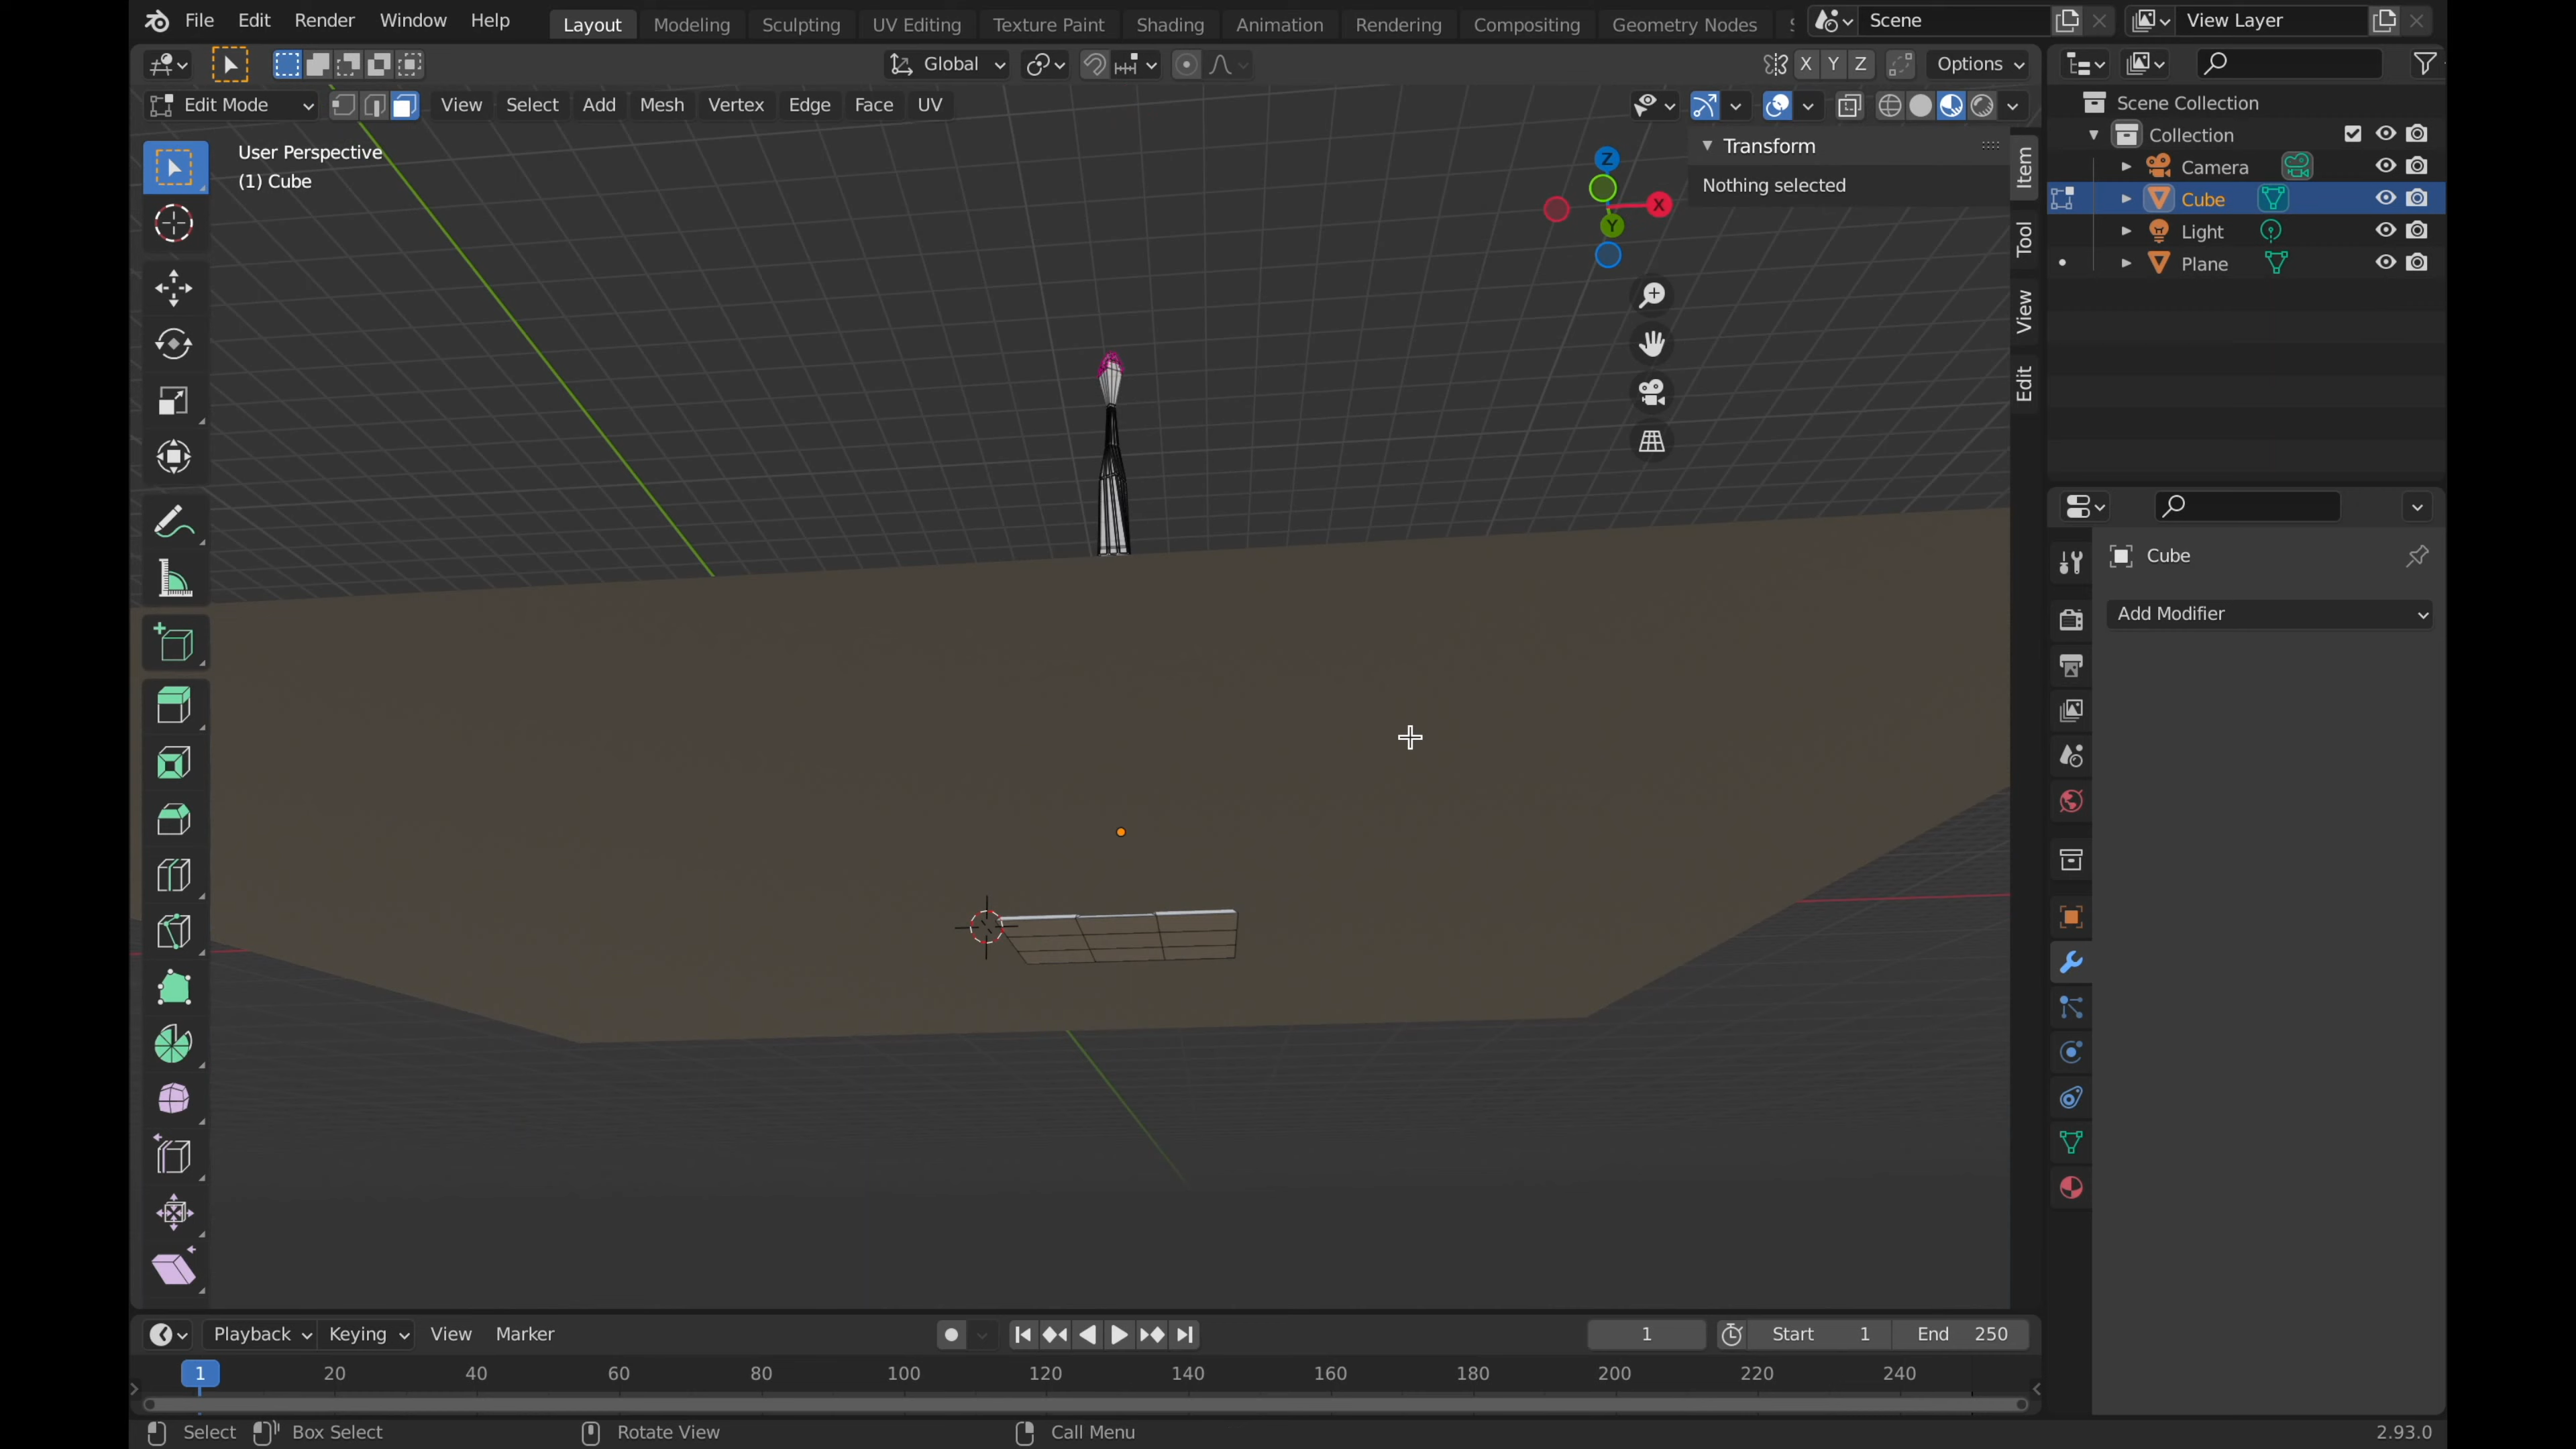 File Edit Render Window Help Layout Modeling Sculpting UV Editing Texture Paint Shading Animation Rendering Compositing Geometry Nodes Scene View Layer
Global X Y Z Options
Edit Mode View Select Add Mesh Vertex Edge Face UV
User Perspective
(1) Cube
Z
X
Y
Transform
Nothing selected
Item
Tool
View
Edit
Scene Collection
Collection
Camera
Cube
Light
Plane
Cube
Add Modifier
Playback Keying View Marker 1 Start 1 End 250
1 20 40 60 80 100 120 140 160 180 200 220 240
Select Box Select Rotate View Call Menu 2.93.0